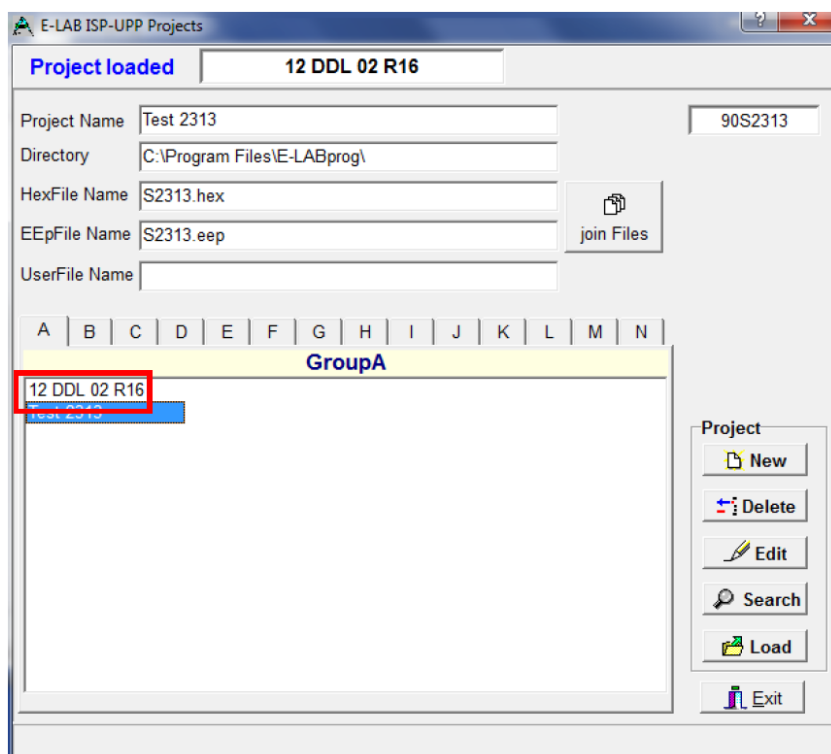 E-LAB ISP-UPP Projects
Project loaded 12 DDL 02 R16
Project Name Test 2313 90S2313
Directory C:\Program Files\E-LABprog\
HexFile Name S2313.hex
EEpFile Name S2313.eep
join Files
UserFile Name
A B C D E F G H I J K L M N
GroupA
12 DDL 02 R16
Test 2313
Project
New
Delete
Edit
Search
Load
Exit